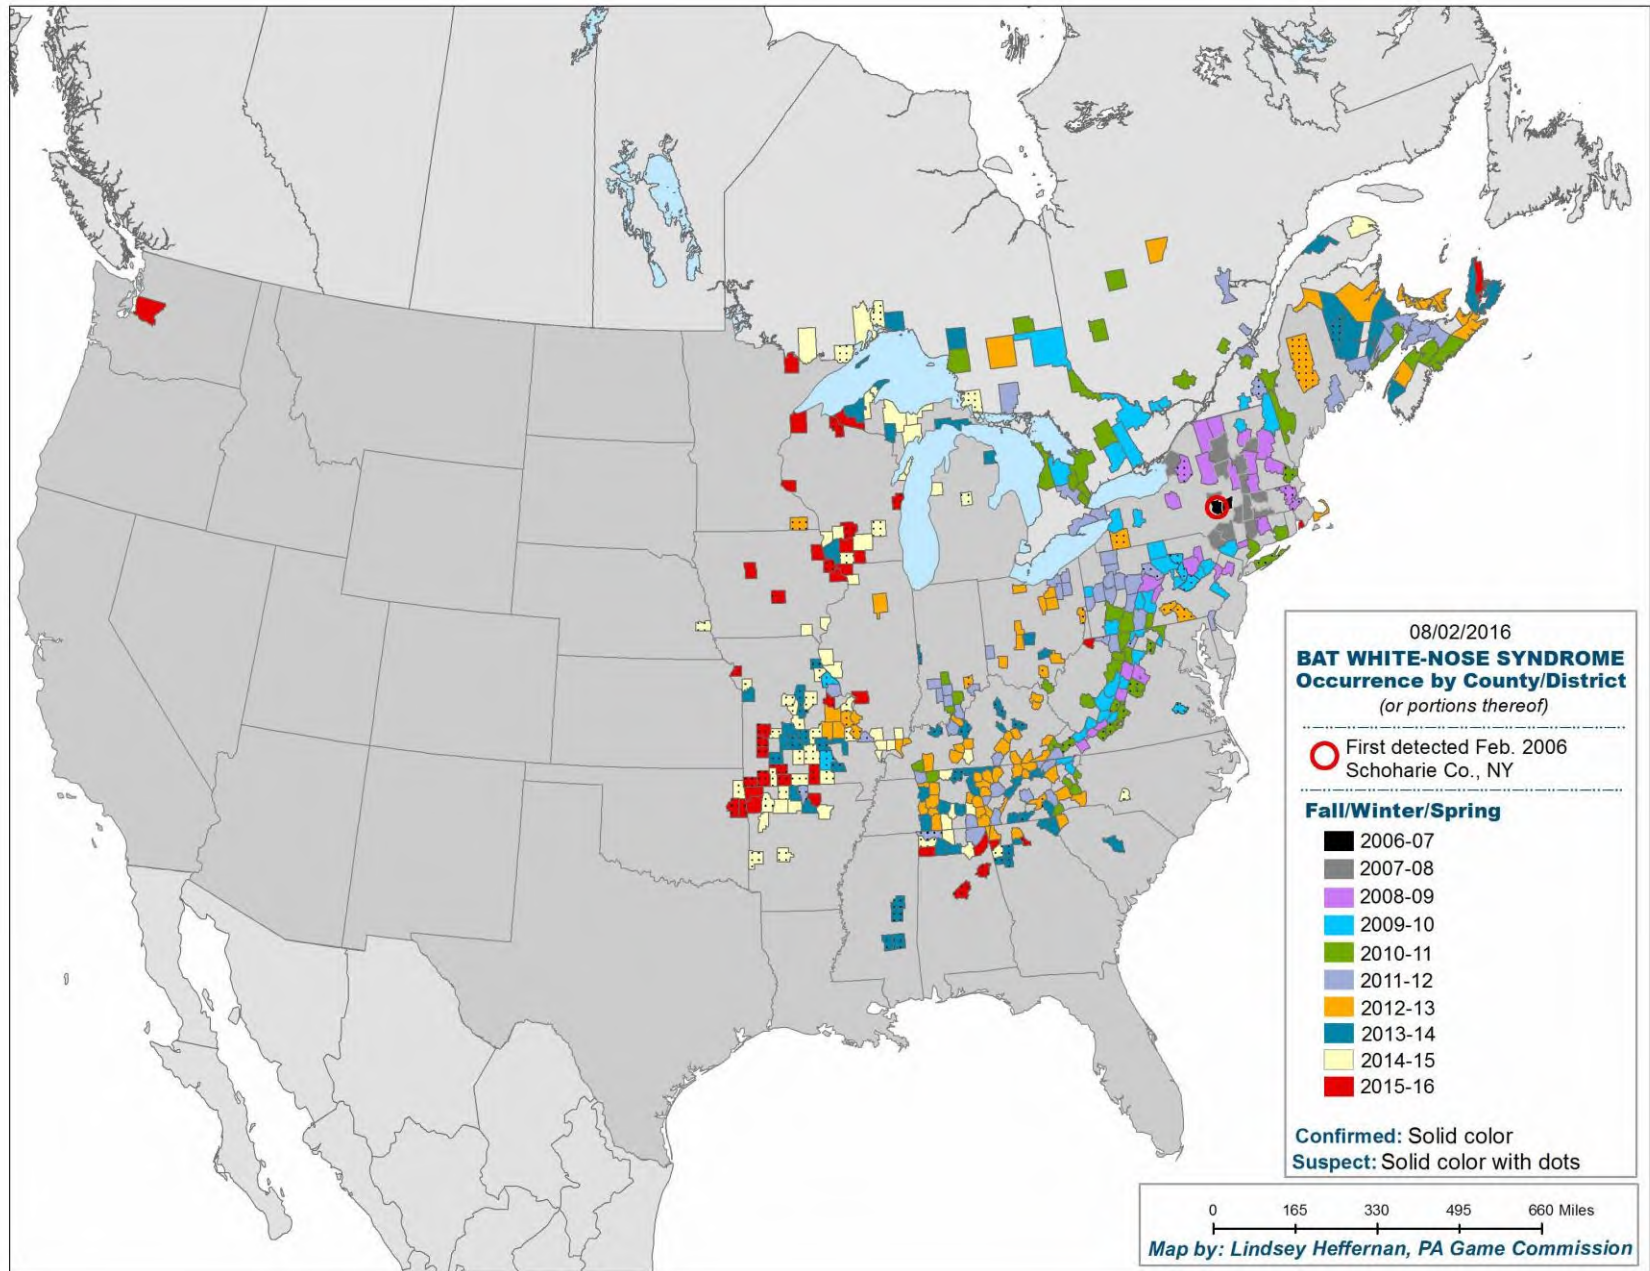 08/02/2016
BAT WHITE-NOSE SYNDROME
Occurrence by County/District
(or portions thereof)
First detected Feb. 2006
Schoharie Co., NY
Fall/Winter/Spring
2006-07
2007-08
2008-09
2009-10
2010-11
2011-12
2012-13
2013-14
2014-15
2015-16
Confirmed: Solid color
Suspect: Solid color with dots
0 165 330 495 660 Miles
Map by: Lindsey Heffernan, PA Game Commission